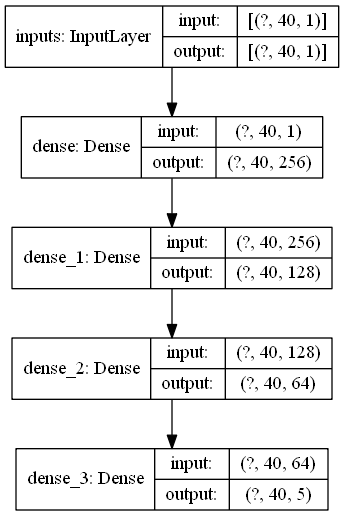 inputs: InputLayer
input:
[(?, 40, 1)]
output:
[(?, 40, 1)]
dense: Dense
input:
(?, 40, 1)
output:
(?, 40, 256)
dense_1: Dense
input:
(?, 40, 256)
output:
(?, 40, 128)
dense_2: Dense
input:
(?, 40, 128)
output:
(?, 40, 64)
dense_3: Dense
input:
(?, 40, 64)
output:
(?, 40, 5)